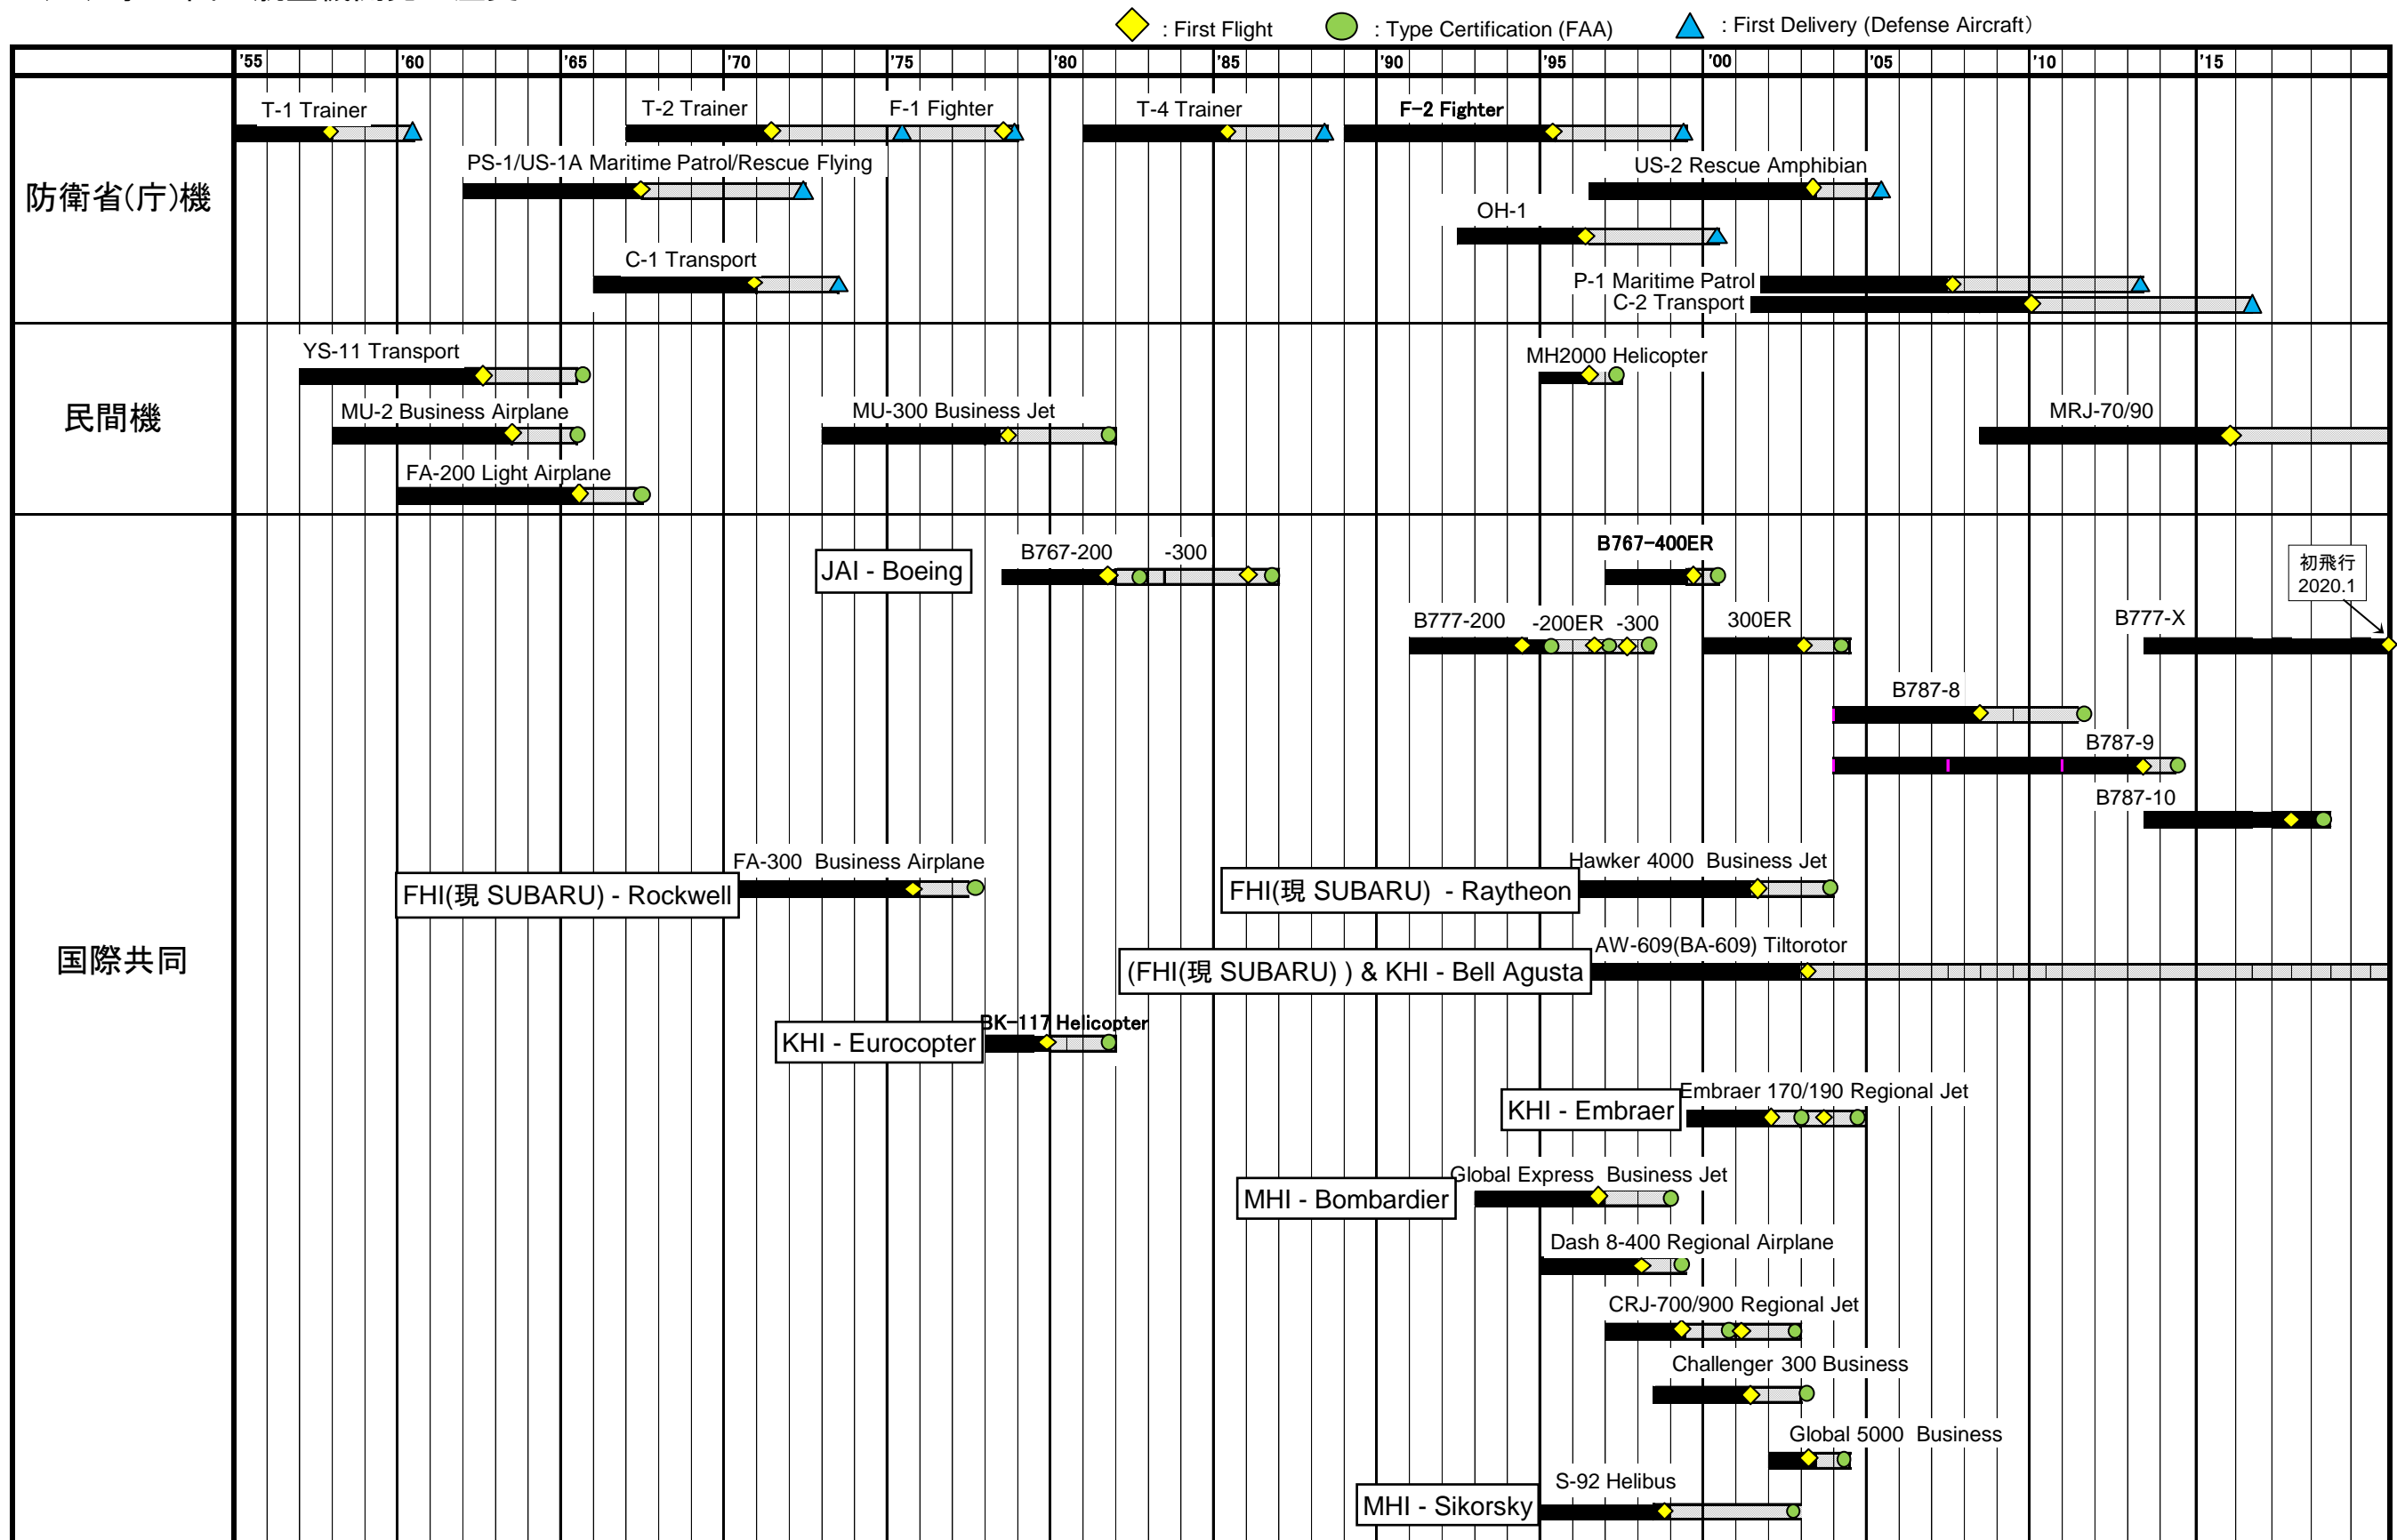 : First Flight : Type Certification (FAA) : First Delivery (Defense Aircraft)
'55 '60 '65 '70 '75 '80 '85 '90 '95 '00 '05 '10 '15
防衛省(庁)機
T-1 Trainer T-2 Trainer F-1 Fighter T-4 Trainer F-2 Fighter
PS-1/US-1A Maritime Patrol/Rescue Flying US-2 Rescue Amphibian
OH-1
C-1 Transport P-1 Maritime Patrol
C-2 Transport
民間機
YS-11 Transport MH2000 Helicopter
MU-2 Business Airplane MU-300 Business Jet MRJ-70/90
FA-200 Light Airplane
国際共同
JAI - Boeing B767-200 -300 B767-400ER
初飛行
2020.1
B777-200 -200ER -300 300ER B777-X
B787-8
B787-9
B787-10
FHI(現 SUBARU) - Rockwell FA-300 Business Airplane
FHI(現 SUBARU) - Raytheon Hawker 4000 Business Jet
(FHI(現 SUBARU) ) & KHI - Bell Agusta AW-609(BA-609) Tiltorotor
KHI - Eurocopter BK-117 Helicopter
KHI - Embraer Embraer 170/190 Regional Jet
MHI - Bombardier Global Express Business Jet
Dash 8-400 Regional Airplane
CRJ-700/900 Regional Jet
Challenger 300 Business
Global 5000 Business
MHI - Sikorsky S-92 Helibus